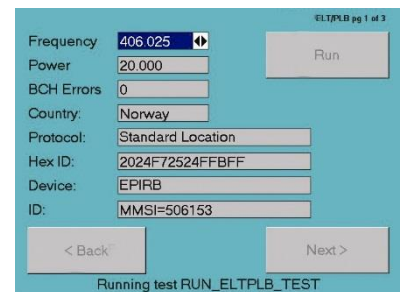 ELT/PLB pg 1 of 3
Frequency 406.025
Run
Power 20.000
BCH Errors 0
Country: Norway
Protocol: Standard Location
Hex ID: 2024F72524FFBFF
Device: EPIRB
ID: MMSI=506153
< Back
Next >
Running test RUN_ELTPLB_TEST